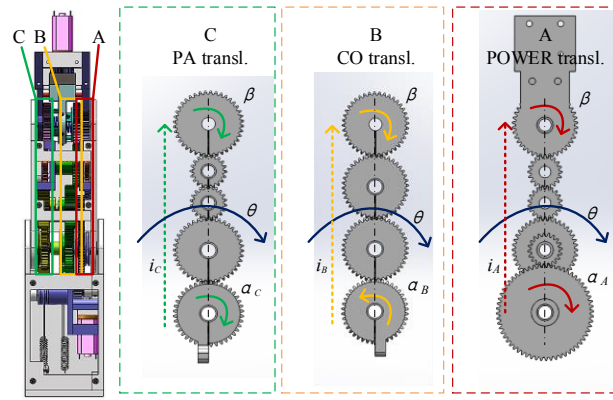 C B A
C
PA transl.
β
θ
i_C
α_C
B
CO transl.
β
θ
i_B
α_B
A
POWER transl.
β
θ
i_A
α_A